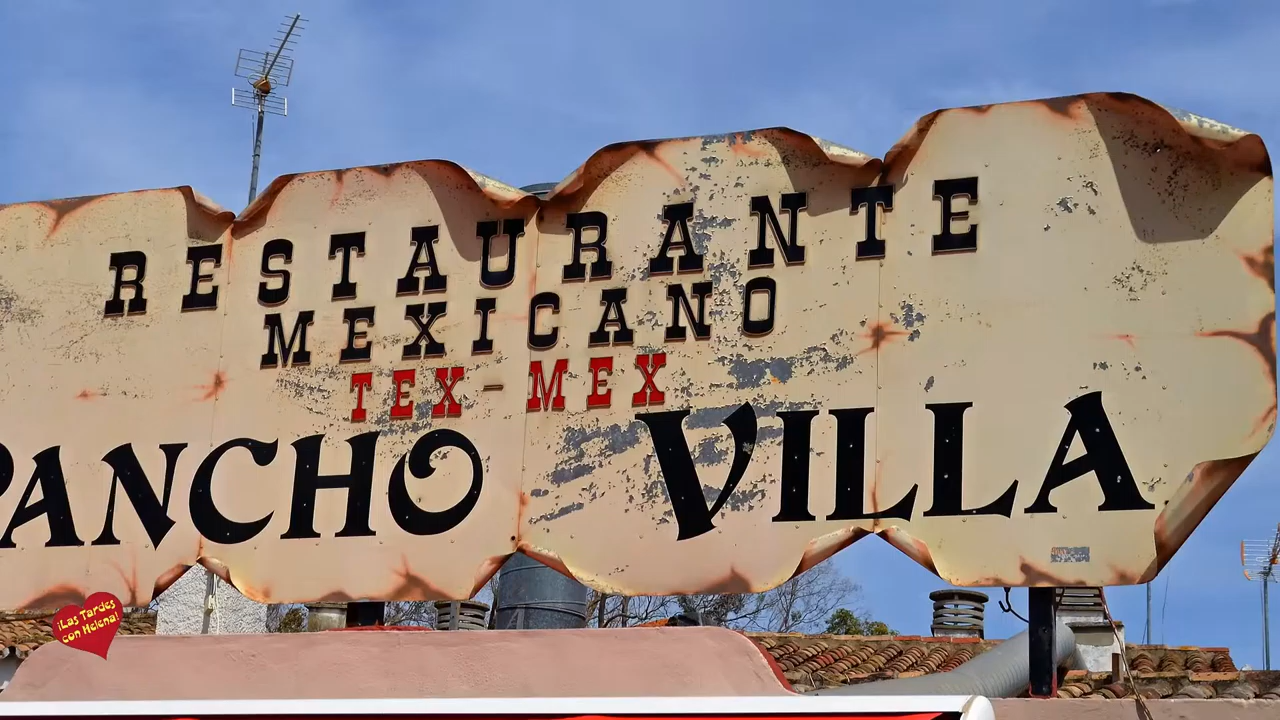 RESTAURANTE
MEXICANO
TEX-MEX
PANCHO VILLA
¡Las Tardes
con Helena!